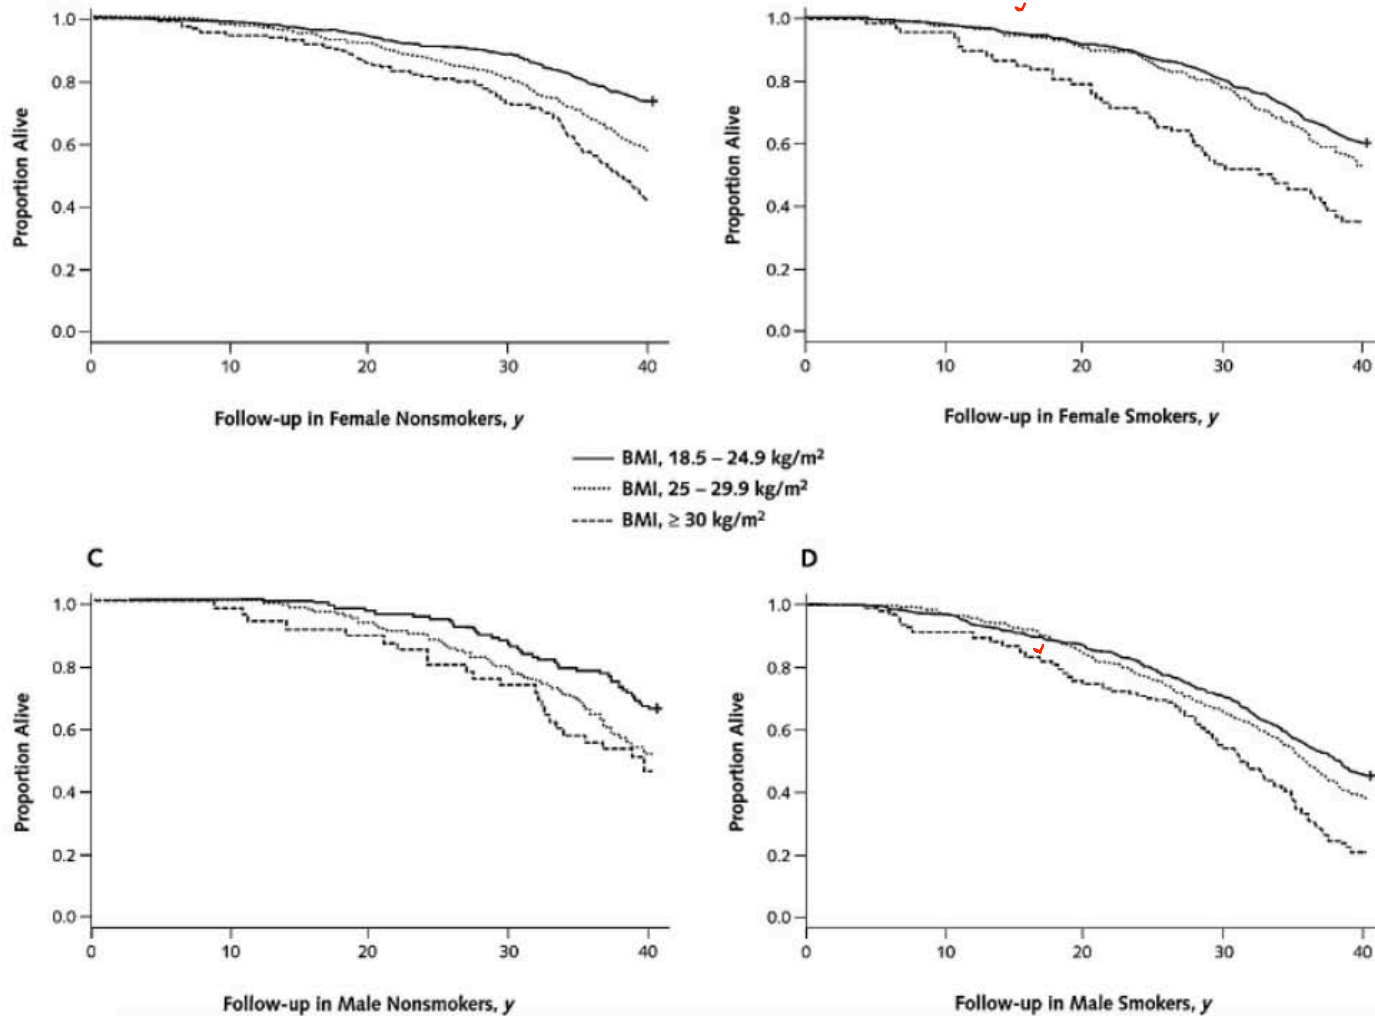 1.0
0.8
0.6
0.4
0.2
0.0
Proportion Alive
0 10 20 30 40
Follow-up in Female Nonsmokers, y
1.0
0.8
0.6
0.4
0.2
0.0
Proportion Alive
0 10 20 30 40
Follow-up in Female Smokers, y
BMI, 18.5 – 24.9 kg/m²
BMI, 25 – 29.9 kg/m²
BMI, ≥ 30 kg/m²
C
1.0
0.8
0.6
0.4
0.2
0.0
Proportion Alive
0 10 20 30 40
Follow-up in Male Nonsmokers, y
D
1.0
0.8
0.6
0.4
0.2
0.0
Proportion Alive
0 10 20 30 40
Follow-up in Male Smokers, y